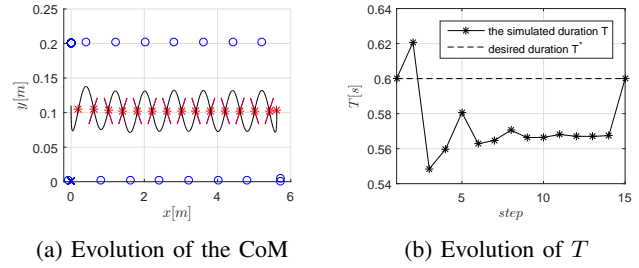 0.25
0.2
0.15
0.1
0.05
0
y[m]
0 2 4 6
x[m]
(a) Evolution of the CoM
0.64
0.62
0.6
0.58
0.56
0.54
T[s]
the simulated duration T
desired duration T*
5 10 15
step
(b) Evolution of T